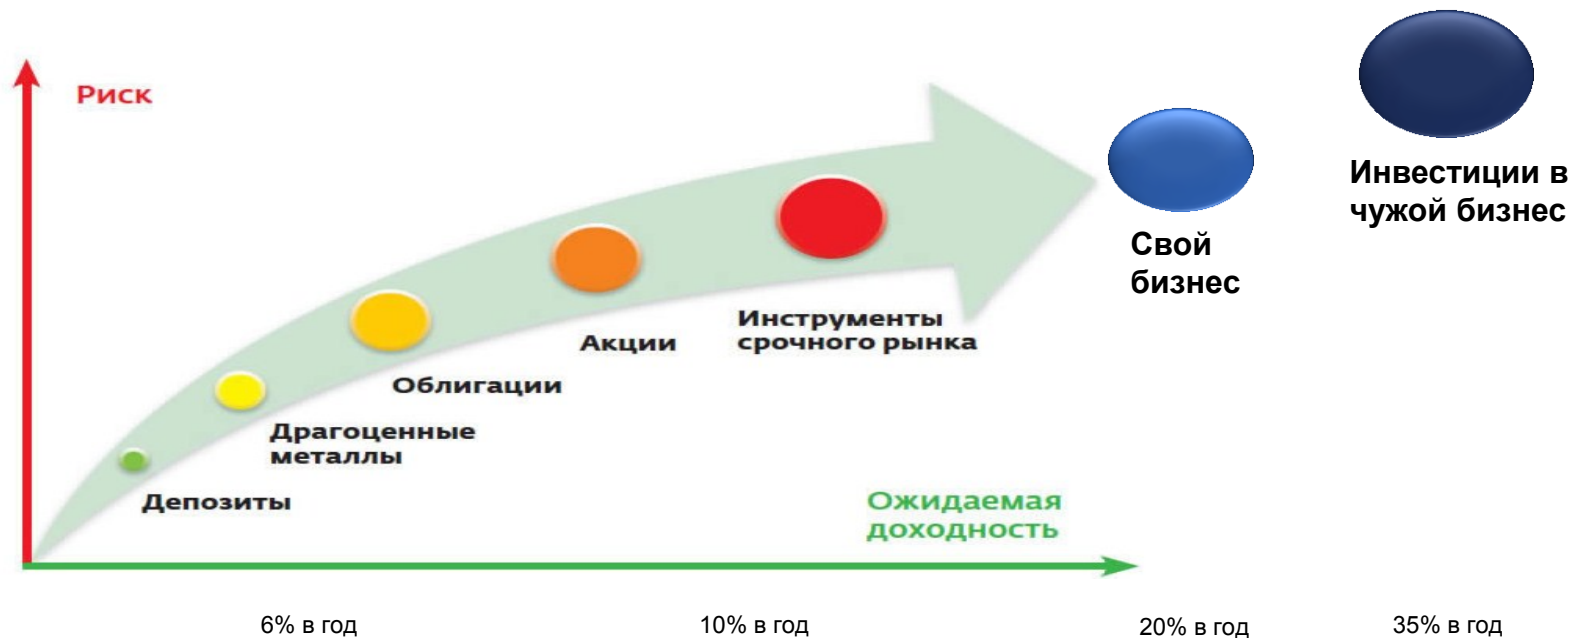 Риск
Инвестиции в
чужой бизнес
Свой
бизнес
Инструменты
срочного рынка
Акции
Облигации
Драгоценные
металлы
Депозиты
Ожидаемая
доходность
6% в год
10% в год
20% в год
35% в год